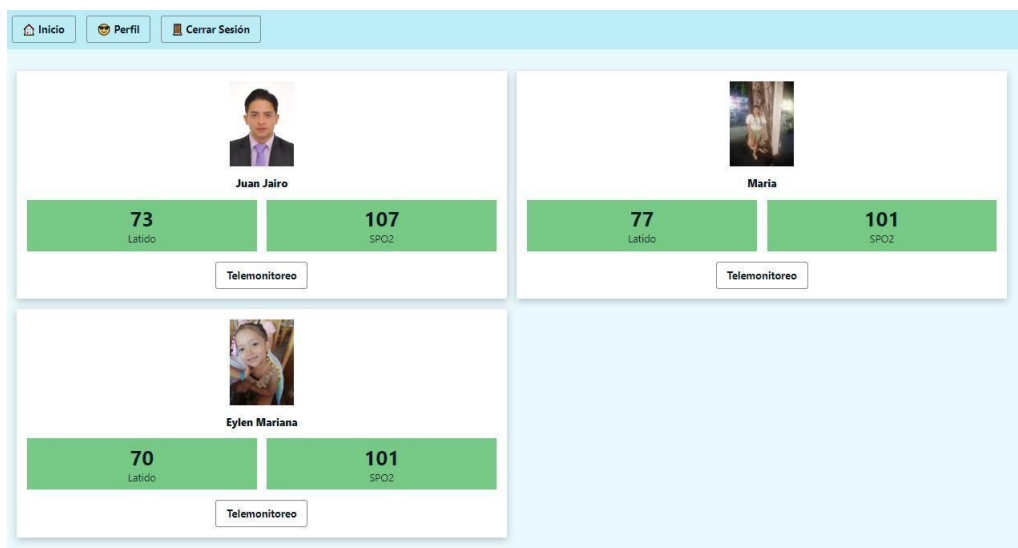 Inicio Perfil Cerrar Sesión
Juan Jairo
73 107
Latido SPO2
Telemonitoreo
Maria
77 101
Latido SPO2
Telemonitoreo
Eylen Mariana
70 101
Latido SPO2
Telemonitoreo